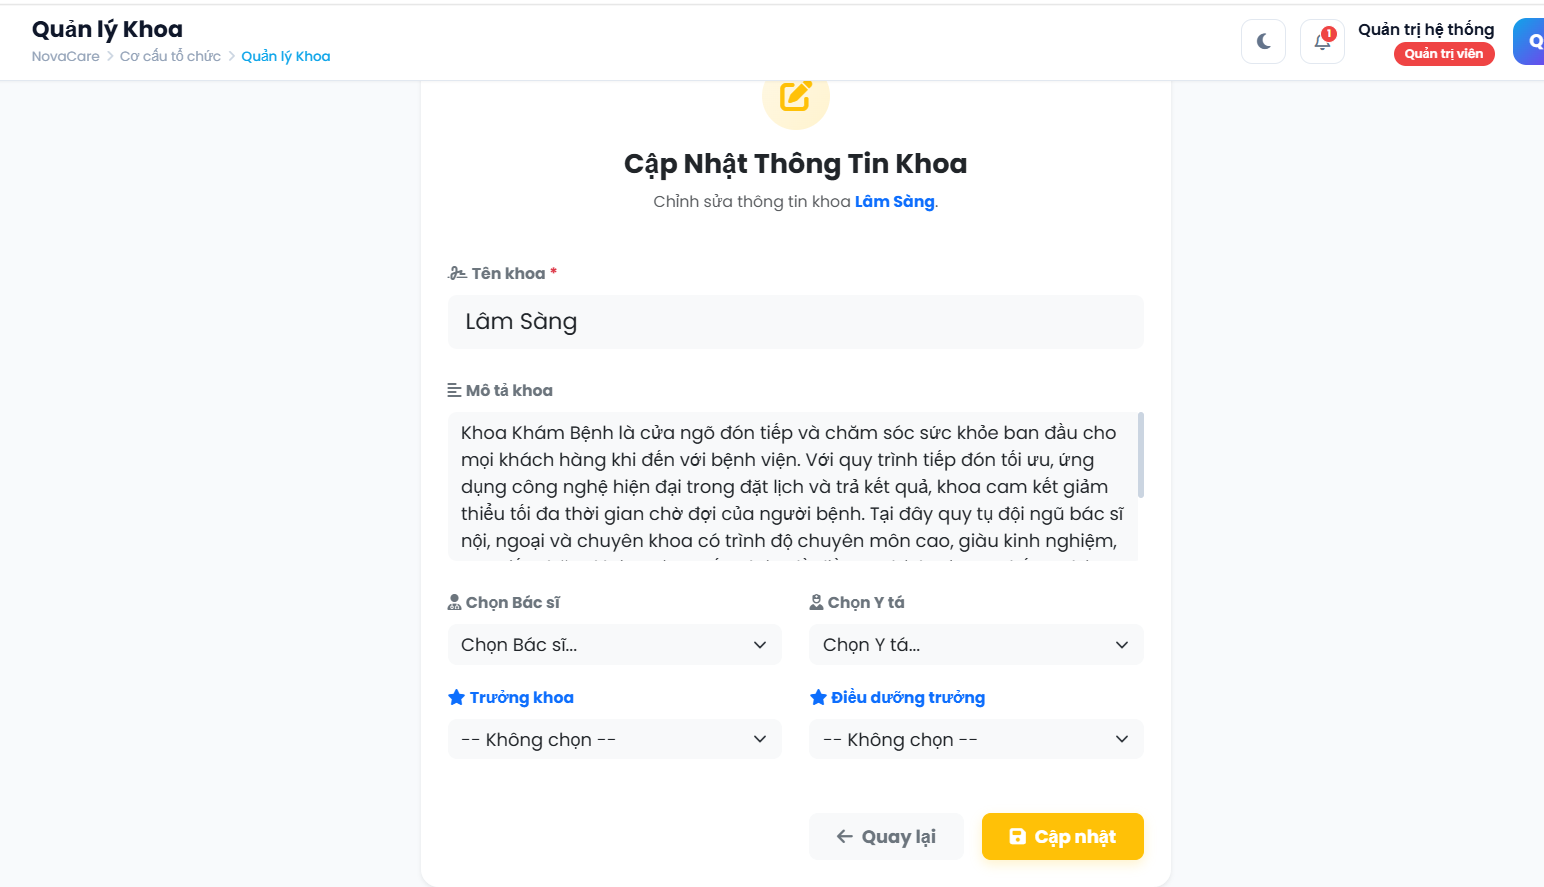 Quản lý Khoa
NovaCare > Cơ cấu tổ chức > Quản lý Khoa
1
Quản trị hệ thống
Quản trị viên
Q
Cập Nhật Thông Tin Khoa
Chỉnh sửa thông tin khoa Lâm Sàng.
Tên khoa *
Lâm Sàng
Mô tả khoa
Khoa Khám Bệnh là cửa ngõ đón tiếp và chăm sóc sức khỏe ban đầu cho
mọi khách hàng khi đến với bệnh viện. Với quy trình tiếp đón tối ưu, ứng
dụng công nghệ hiện đại trong đặt lịch và trả kết quả, khoa cam kết giảm
thiểu tối đa thời gian chờ đợi của người bệnh. Tại đây quy tụ đội ngũ bác sĩ
nội, ngoại và chuyên khoa có trình độ chuyên môn cao, giàu kinh nghiệm,
Chọn Bác sĩ
Chọn Y tá
Chọn Bác sĩ...
Chọn Y tá...
Trưởng khoa
Điều dưỡng trưởng
-- Không chọn --
-- Không chọn --
Quay lại
Cập nhật